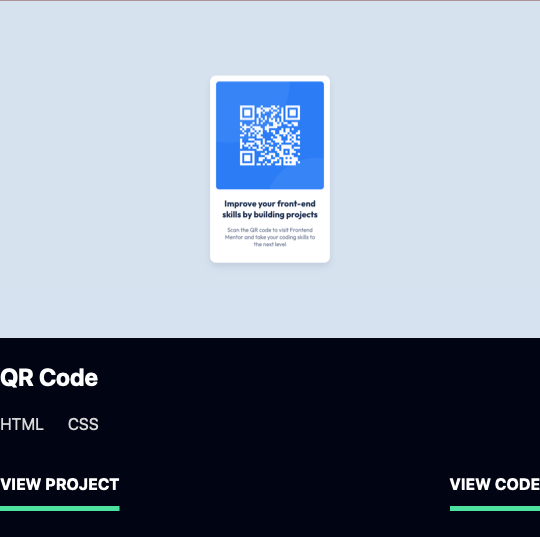 Improve your front-end
skills by building projects
Scan the QR code to visit Frontend
Mentor and take your coding skills to
the next level
QR Code
HTML CSS
VIEW PROJECT VIEW CODE